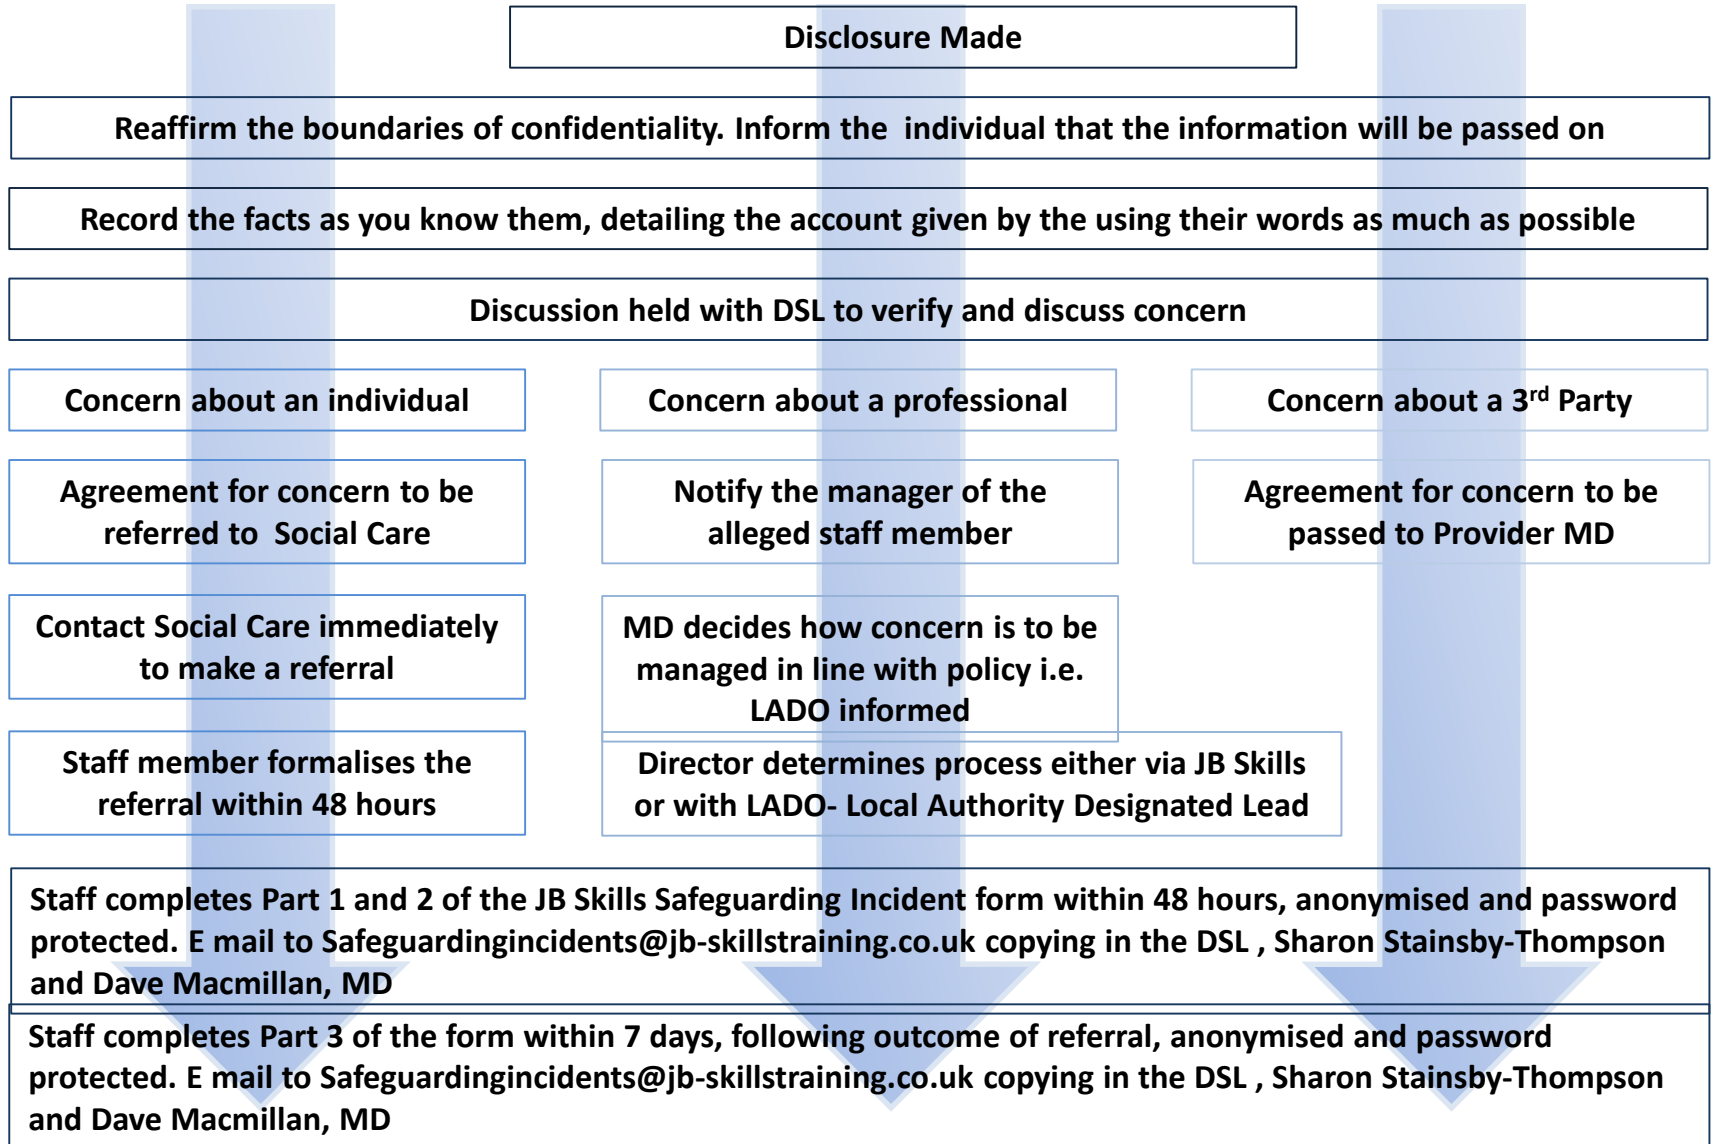 Disclosure Made
Reaffirm the boundaries of confidentiality. Inform the individual that the information will be passed on
Record the facts as you know them, detailing the account given by the using their words as much as possible
Discussion held with DSL to verify and discuss concern
Concern about an individual
Concern about a professional
Concern about a 3rd Party
Agreement for concern to be
referred to Social Care
Notify the manager of the
alleged staff member
Agreement for concern to be
passed to Provider MD
Contact Social Care immediately
to make a referral
MD decides how concern is to be
managed in line with policy i.e.
LADO informed
Staff member formalises the
referral within 48 hours
Director determines process either via JB Skills
or with LADO- Local Authority Designated Lead
Staff completes Part 1 and 2 of the JB Skills Safeguarding Incident form within 48 hours, anonymised and password
protected. E mail to Safeguardingincidents@jb-skillstraining.co.uk copying in the DSL , Sharon Stainsby-Thompson
and Dave Macmillan, MD
Staff completes Part 3 of the form within 7 days, following outcome of referral, anonymised and password
protected. E mail to Safeguardingincidents@jb-skillstraining.co.uk copying in the DSL , Sharon Stainsby-Thompson
and Dave Macmillan, MD